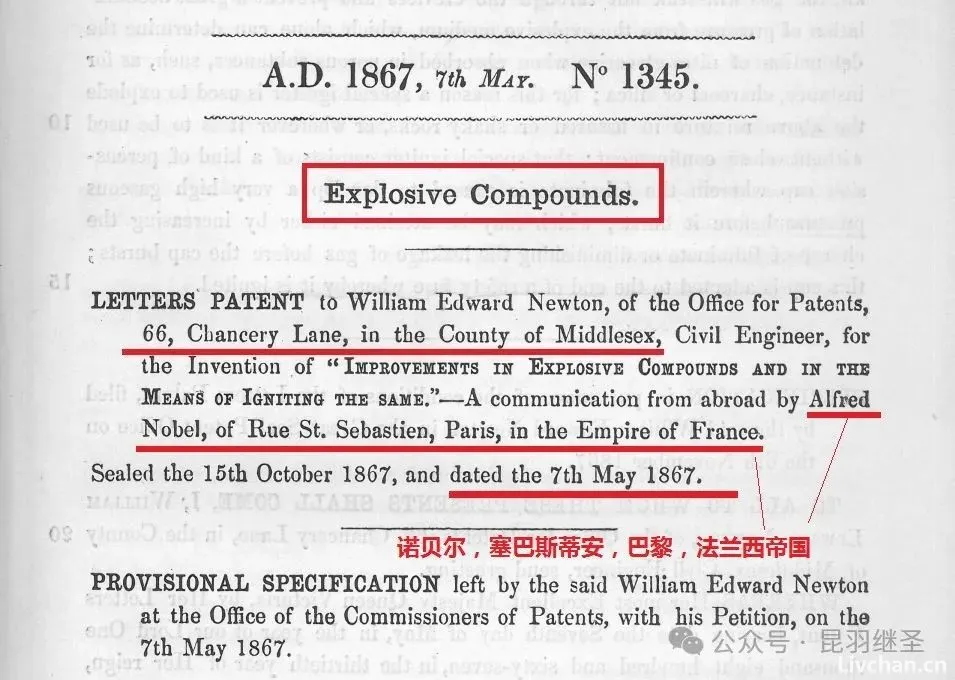 A.D. 1867, 7th MAY. Nº 1345.
Explosive Compounds.
LETTERS PATENT to William Edward Newton, of the Office for Patents,
66, Chancery Lane, in the County of Middlesex, Civil Engineer, for
the Invention of “IMPROVEMENTS IN EXPLOSIVE COMPOUNDS AND IN THE
MEANS OF IGNITING THE SAME.”—A communication from abroad by Alfred
Nobel, of Rue St. Sebastien, Paris, in the Empire of France.
Sealed the 15th October 1867, and dated the 7th May 1867.
诺贝尔，塞巴斯蒂安，巴黎，法兰西帝国
PROVISIONAL SPECIFICATION left by the said William Edward Newton
at the Office of the Commissioners of Patents, with his Petition, on the
7th May 1867.
公众号·昆羽继圣
Livchan.cn